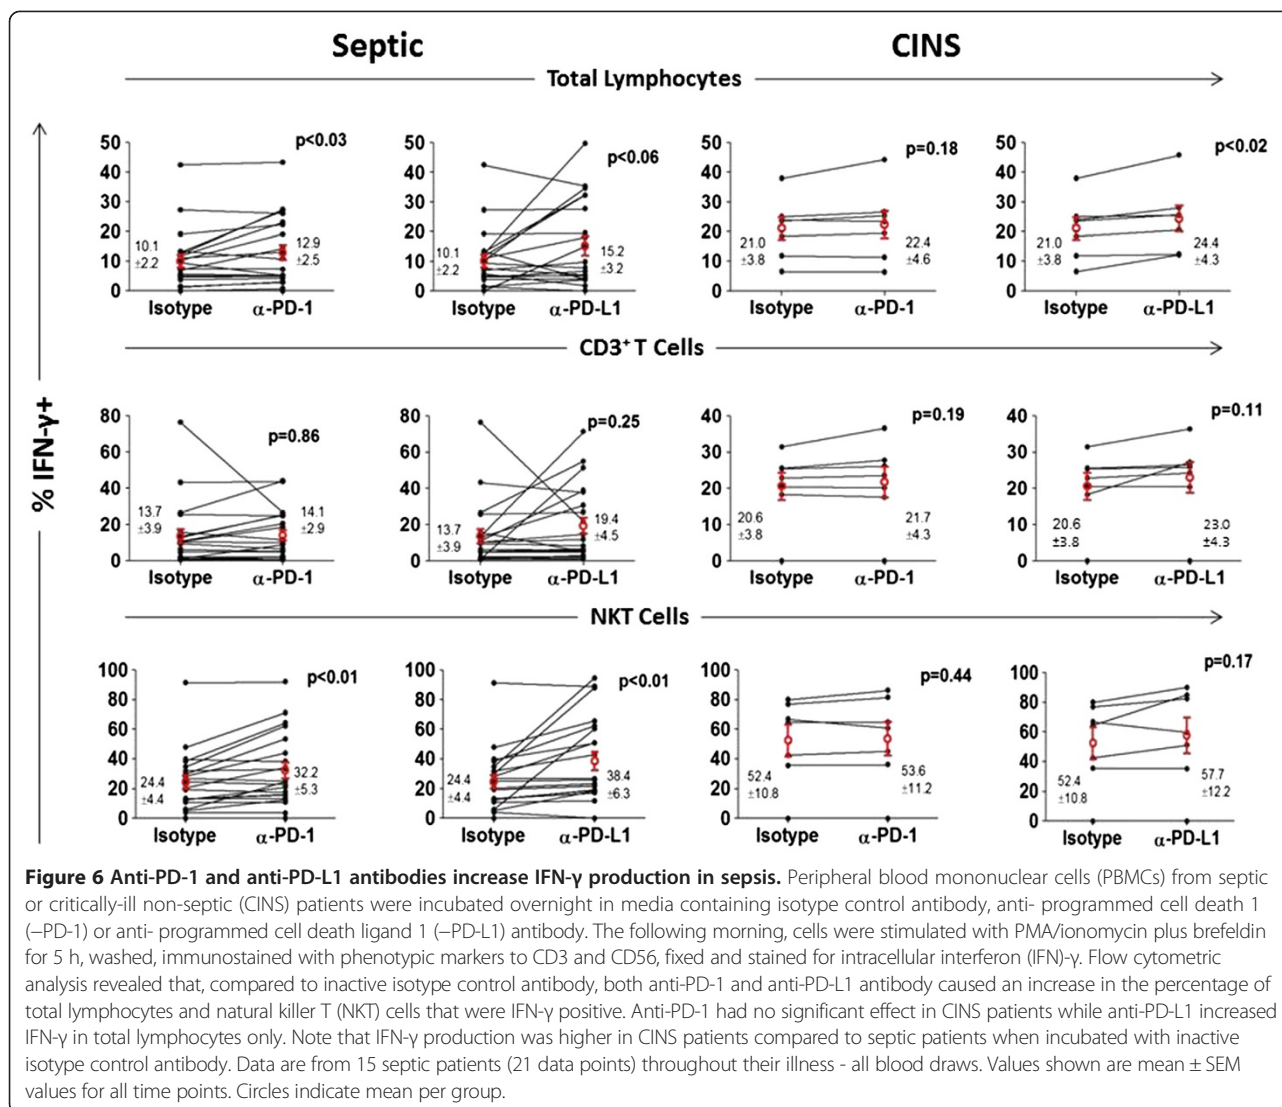 Septic CINS
Total Lymphocytes
% IFN-γ+
50 40 30 20 10 0
p<0.03
10.1
±2.2
12.9
±2.5
Isotype α-PD-1
50 40 30 20 10 0
p<0.06
10.1
±2.2
15.2
±3.2
Isotype α-PD-L1
50 40 30 20 10 0
p=0.18
21.0
±3.8
22.4
±4.6
Isotype α-PD-1
50 40 30 20 10 0
p<0.02
21.0
±3.8
24.4
±4.3
Isotype α-PD-L1
CD3+ T Cells
80 60 40 20 0
p=0.86
13.7
±3.9
14.1
±2.9
Isotype α-PD-1
80 60 40 20 0
p=0.25
13.7
±3.9
19.4
±4.5
Isotype α-PD-L1
40 30 20 10 0
p=0.19
20.6
±3.8
21.7
±4.3
Isotype α-PD-1
40 30 20 10 0
p=0.11
20.6
±3.8
23.0
±4.3
Isotype α-PD-L1
NKT Cells
100 80 60 40 20 0
p<0.01
24.4
±4.4
32.2
±5.3
Isotype α-PD-1
100 80 60 40 20 0
p<0.01
24.4
±4.4
38.4
±6.3
Isotype α-PD-L1
100 80 60 40 20 0
p=0.44
52.4
±10.8
53.6
±11.2
Isotype α-PD-1
100 80 60 40 20 0
p=0.17
52.4
±10.8
57.7
±12.2
Isotype α-PD-L1
Figure 6 Anti-PD-1 and anti-PD-L1 antibodies increase IFN-γ production in sepsis. Peripheral blood mononuclear cells (PBMCs) from septic
or critically-ill non-septic (CINS) patients were incubated overnight in media containing isotype control antibody, anti- programmed cell death 1
(−PD-1) or anti- programmed cell death ligand 1 (−PD-L1) antibody. The following morning, cells were stimulated with PMA/ionomycin plus brefeldin
for 5 h, washed, immunostained with phenotypic markers to CD3 and CD56, fixed and stained for intracellular interferon (IFN)-γ. Flow cytometric
analysis revealed that, compared to inactive isotype control antibody, both anti-PD-1 and anti-PD-L1 antibody caused an increase in the percentage of
total lymphocytes and natural killer T (NKT) cells that were IFN-γ positive. Anti-PD-1 had no significant effect in CINS patients while anti-PD-L1 increased
IFN-γ in total lymphocytes only. Note that IFN-γ production was higher in CINS patients compared to septic patients when incubated with inactive
isotype control antibody. Data are from 15 septic patients (21 data points) throughout their illness - all blood draws. Values shown are mean ± SEM
values for all time points. Circles indicate mean per group.